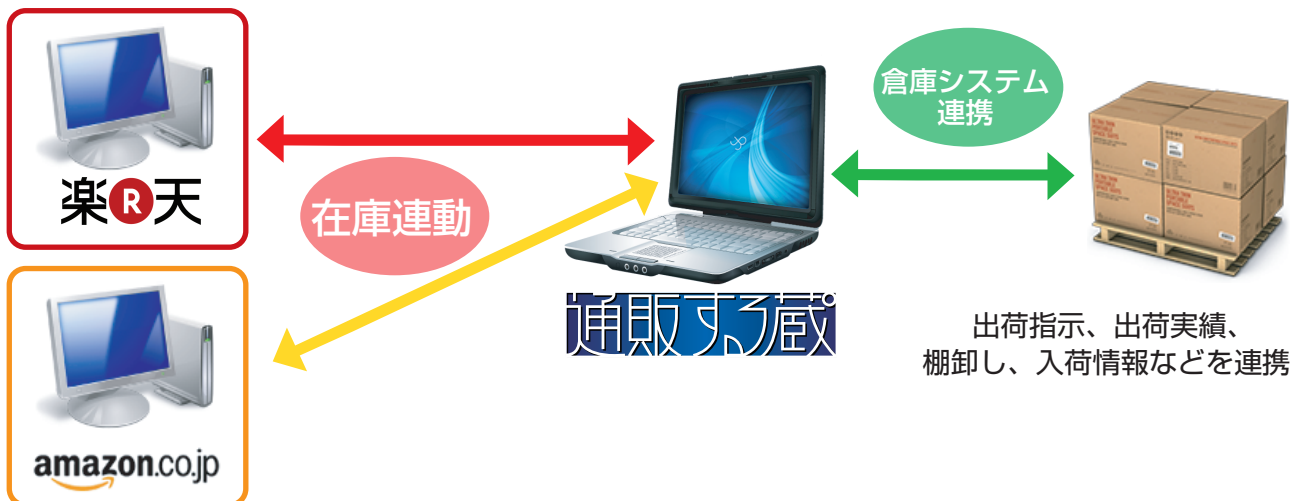 楽R天
在庫連動
amazon.co.jp
通販する蔵
倉庫システム
連携
出荷指示、出荷実績、
棚卸し、入荷情報などを連携